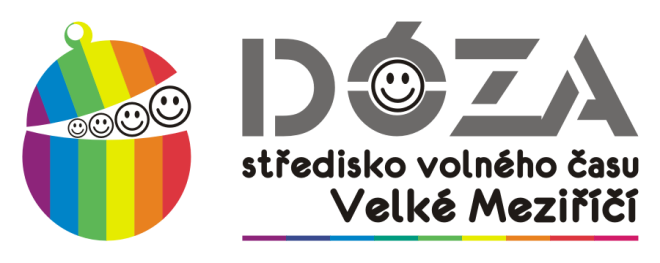 DÓZA
středisko volného času
Velké Meziříčí